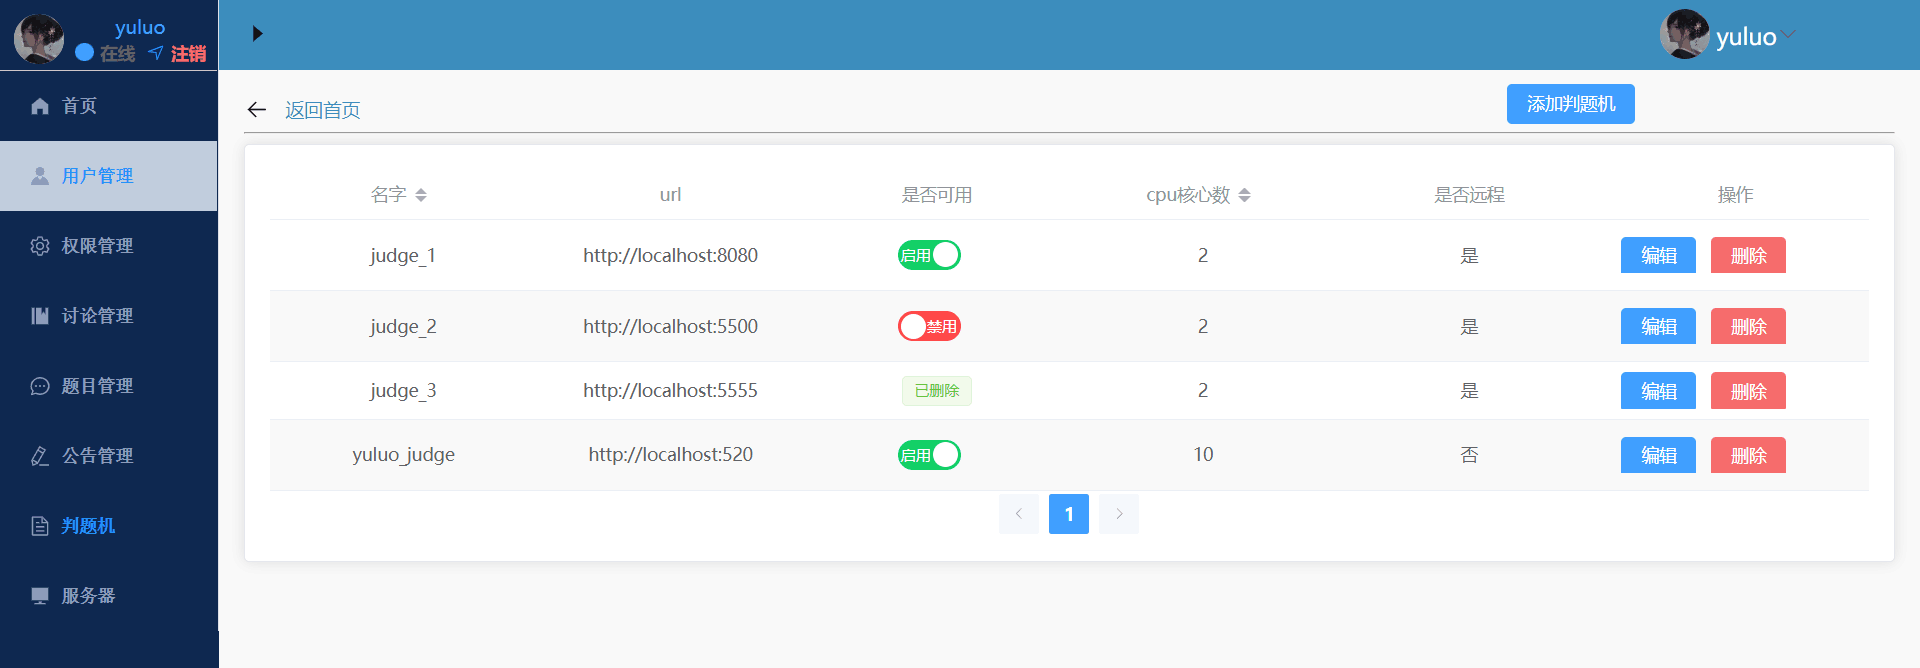 yuluo
在线 注销
首页
用户管理
权限管理
讨论管理
题目管理
公告管理
判题机
服务器
yuluo
返回首页
添加判题机
名字 url 是否可用 cpu核心数 是否远程 操作
judge_1 http://localhost:8080 启用 2 是 编辑 删除
judge_2 http://localhost:5500 禁用 2 是 编辑 删除
judge_3 http://localhost:5555 已删除 2 是 编辑 删除
yuluo_judge http://localhost:520 启用 10 否 编辑 删除
1